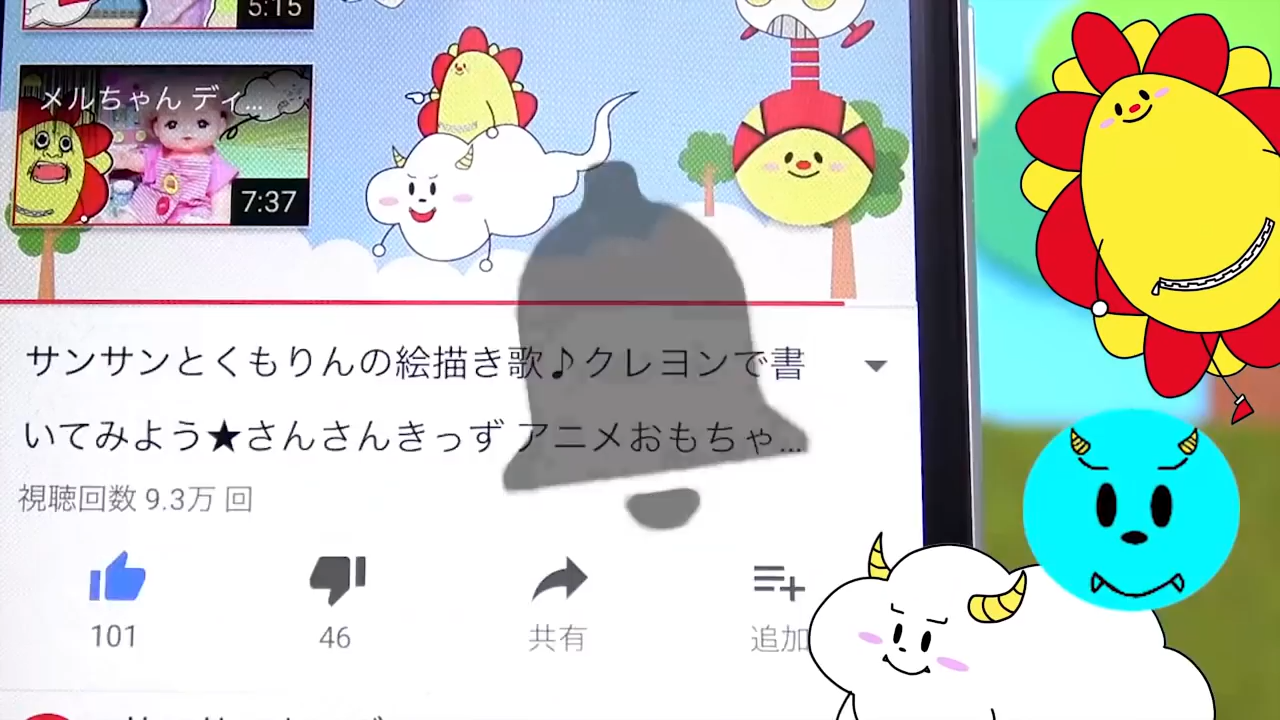 5:15
メルちゃん ディ...
7:37
サンサンとくもりんの絵描き歌♪クレヨンで書
いてみよう★さんさんきっず アニメおもちゃ...
視聴回数 9.3万 回
101
46
共有
追加